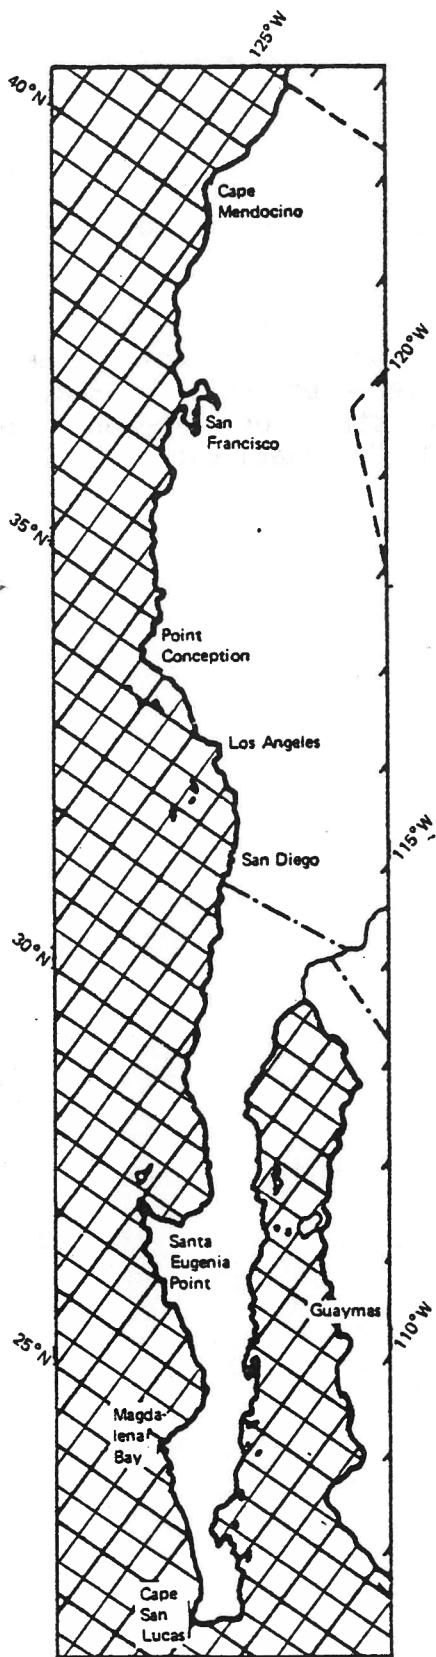 125°W
40°N
Cape
Mendocino
120°W
San
Francisco
35°N
Point
Conception
Los Angeles
115°W
San Diego
30°N
Santa
Eugenia
Point
Guaymas
110°W
25°N
Magda-
lena
Bay
Cape
San
Lucas